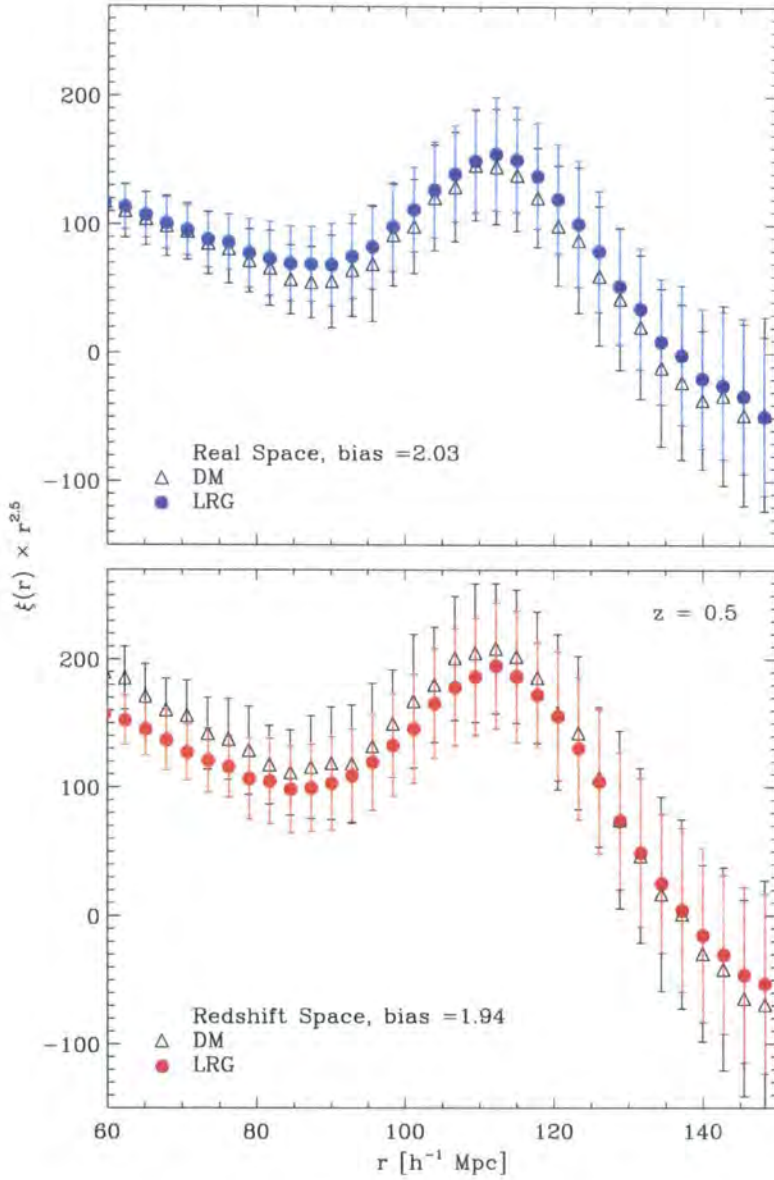 200
100
0
−100
Real Space, bias =2.03
△ DM
● LRG
ξ(r) × r^2.5
200
100
0
−100
z = 0.5
Redshift Space, bias =1.94
△ DM
● LRG
60 80 100 120 140
r [h^−1 Mpc]